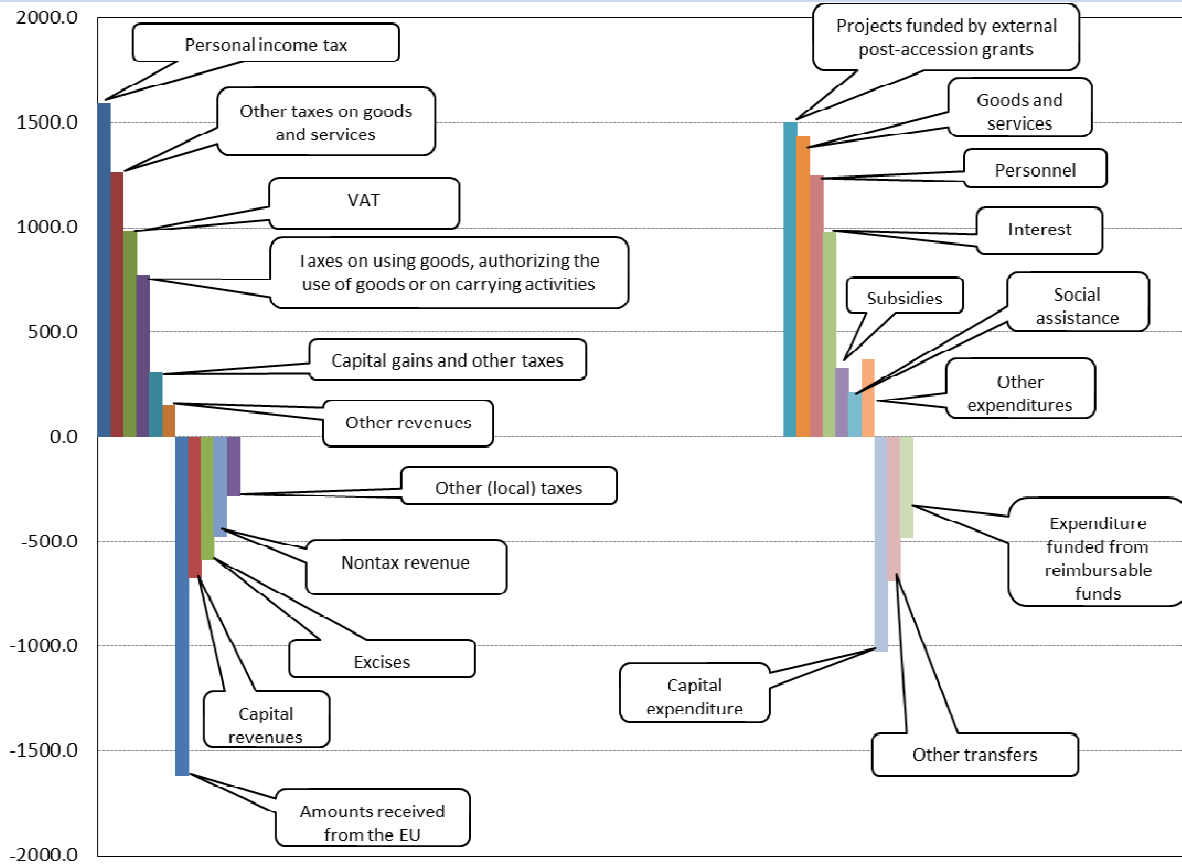 2000.0
1500.0
1000.0
500.0
0.0
-500.0
-1000.0
-1500.0
-2000.0
Personal income tax
Other taxes on goods
and services
VAT
Taxes on using goods, authorizing the
use of goods or on carrying activities
Capital gains and other taxes
Other revenues
Other (local) taxes
Nontax revenue
Excises
Capital
revenues
Amounts received
from the EU
Projects funded by external
post-accession grants
Goods and
services
Personnel
Interest
Subsidies
Social
assistance
Other
expenditures
Expenditure
funded from
reimbursable
funds
Capital
expenditure
Other transfers